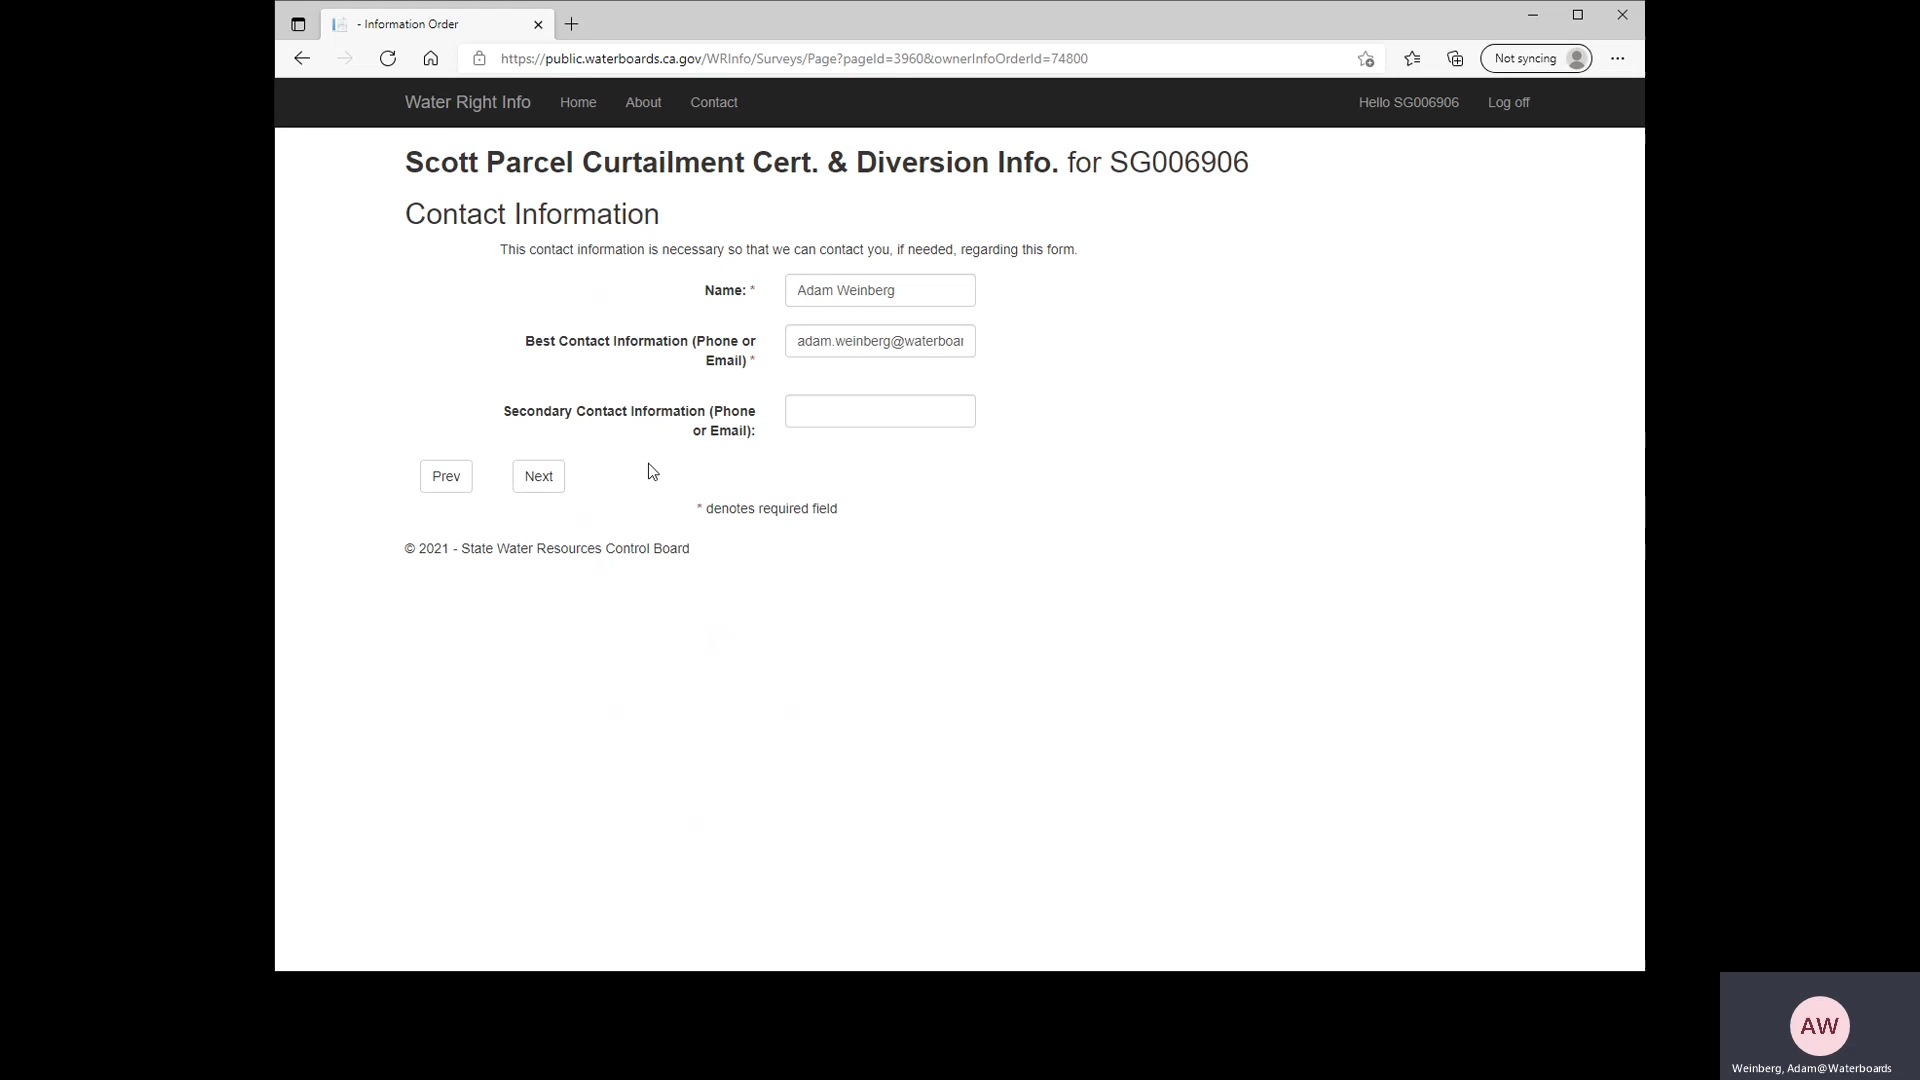 - Information Order
https://public.waterboards.ca.gov/WRInfo/Surveys/Page?pageId=3960&ownerInfoOrderId=74800
Not syncing
Water Right Info Home About Contact Hello SG006906 Log off
Scott Parcel Curtailment Cert. & Diversion Info. for SG006906
Contact Information
This contact information is necessary so that we can contact you, if needed, regarding this form.
Name: * Adam Weinberg
Best Contact Information (Phone or
Email) *
adam.weinberg@waterboar
Secondary Contact Information (Phone
or Email):
Prev Next
* denotes required field
© 2021 - State Water Resources Control Board
AW
Weinberg, Adam@Waterboards